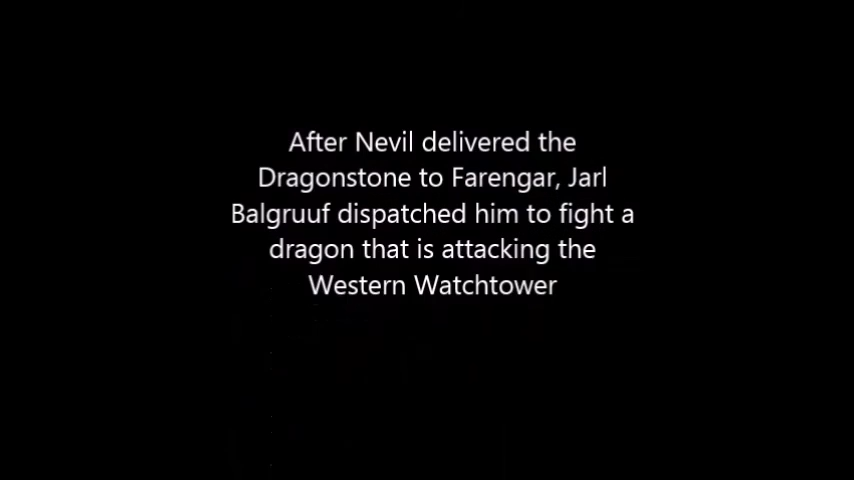 After Nevil delivered the
Dragonstone to Farengar, Jarl
Balgruuf dispatched him to fight a
dragon that is attacking the
Western Watchtower